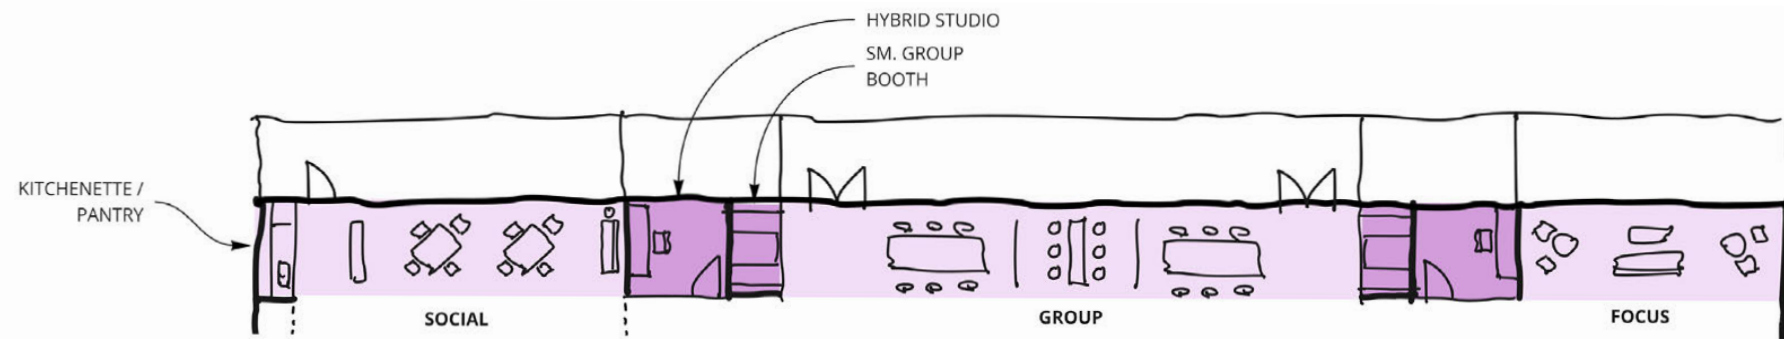 HYBRID STUDIO
SM. GROUP
BOOTH
KITCHENETTE /
PANTRY
SOCIAL
GROUP
FOCUS